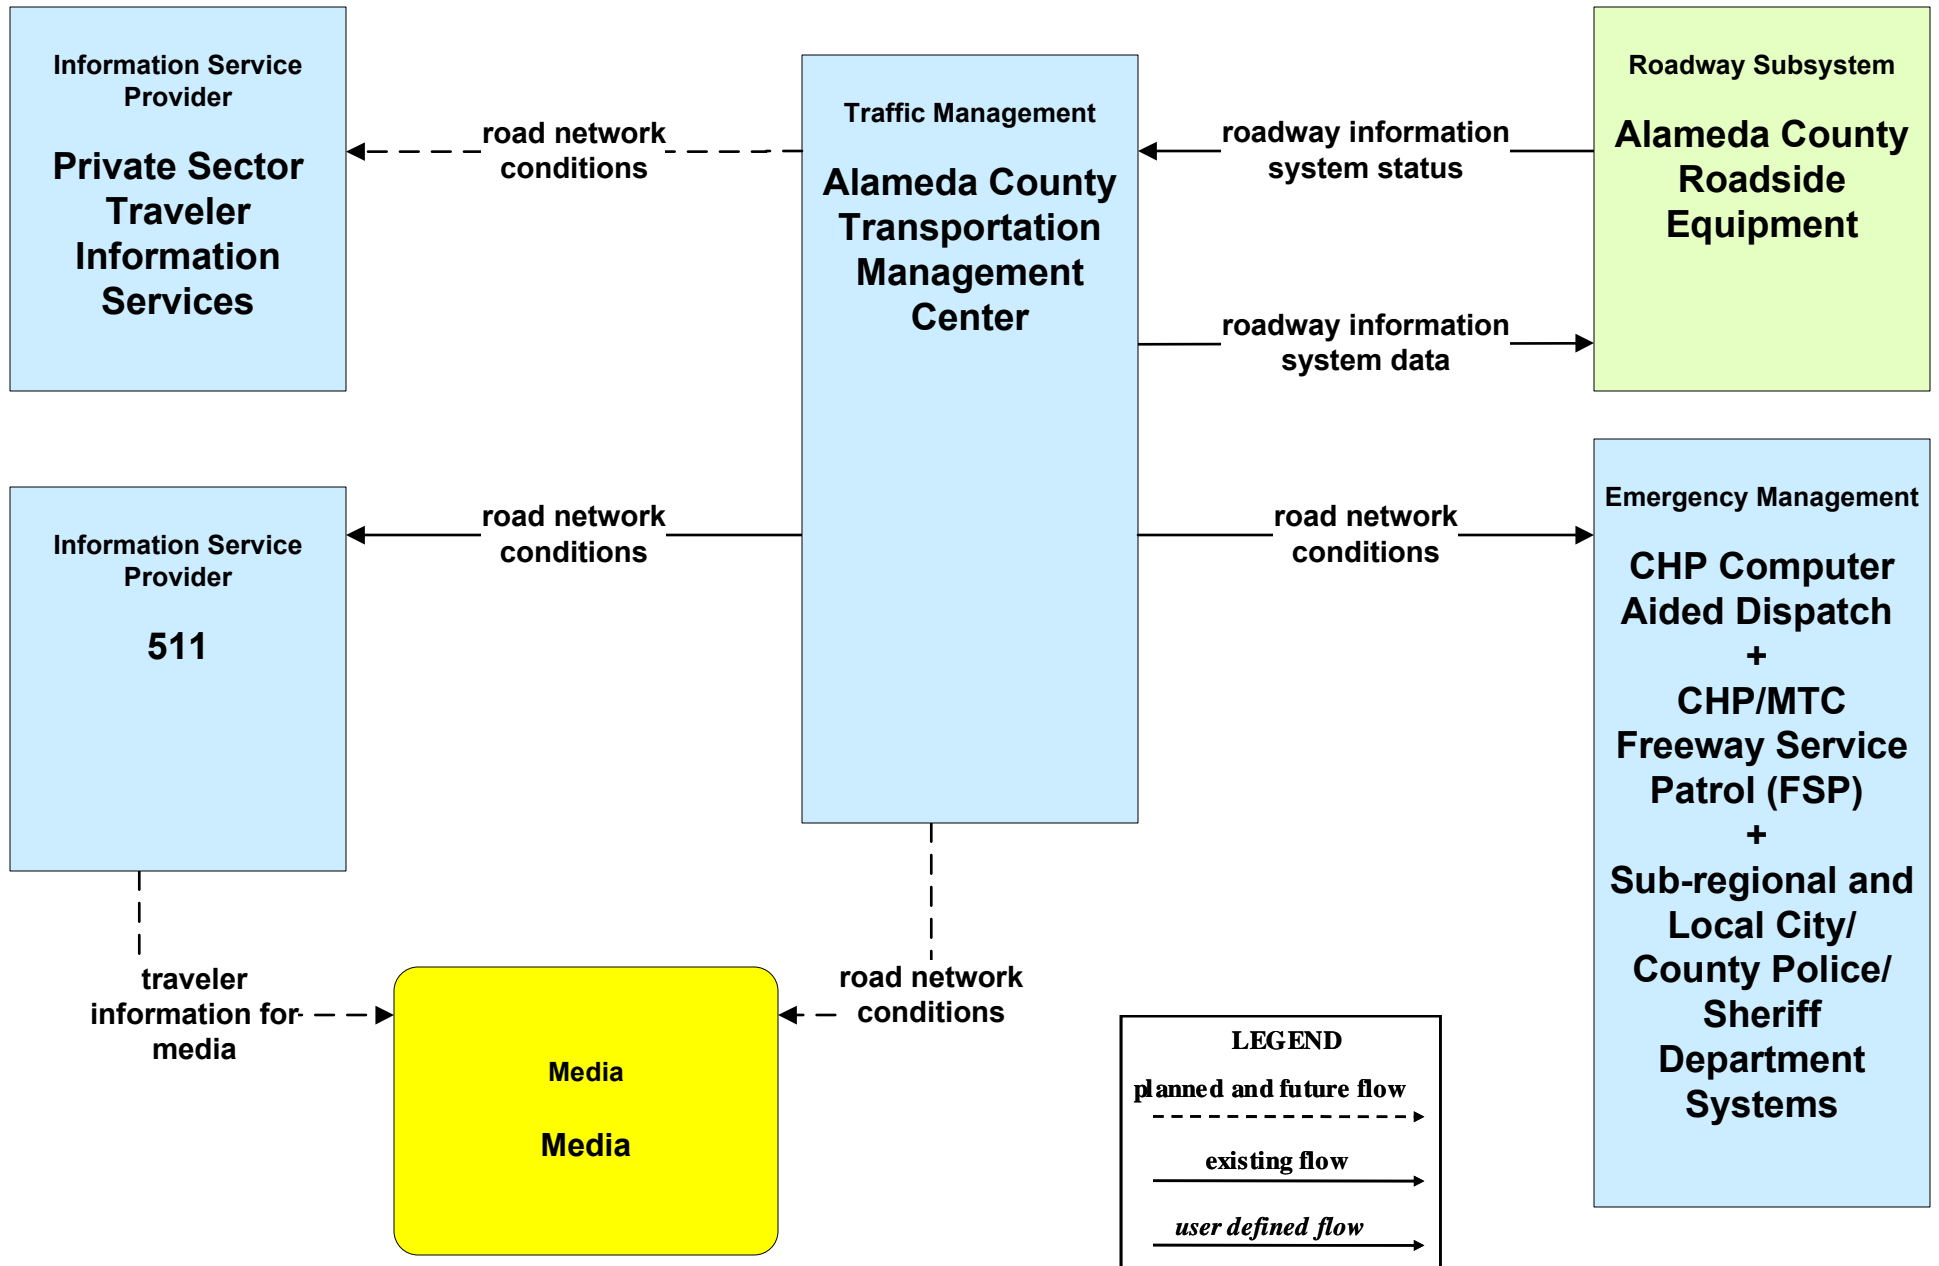 Information Service
Provider
Private Sector
Traveler
Information
Services
road network
conditions
Traffic Management
Alameda County
Transportation
Management
Center
roadway information
system status
roadway information
system data
Roadway Subsystem
Alameda County
Roadside
Equipment
Information Service
Provider
511
road network
conditions
road network
conditions
Emergency Management
CHP Computer
Aided Dispatch
+
CHP/MTC
Freeway Service
Patrol (FSP)
+
Sub-regional and
Local City/
County Police/
Sheriff
Department
Systems
traveler
information for
media
Media
Media
road network
conditions
LEGEND
planned and future flow
existing flow
user defined flow